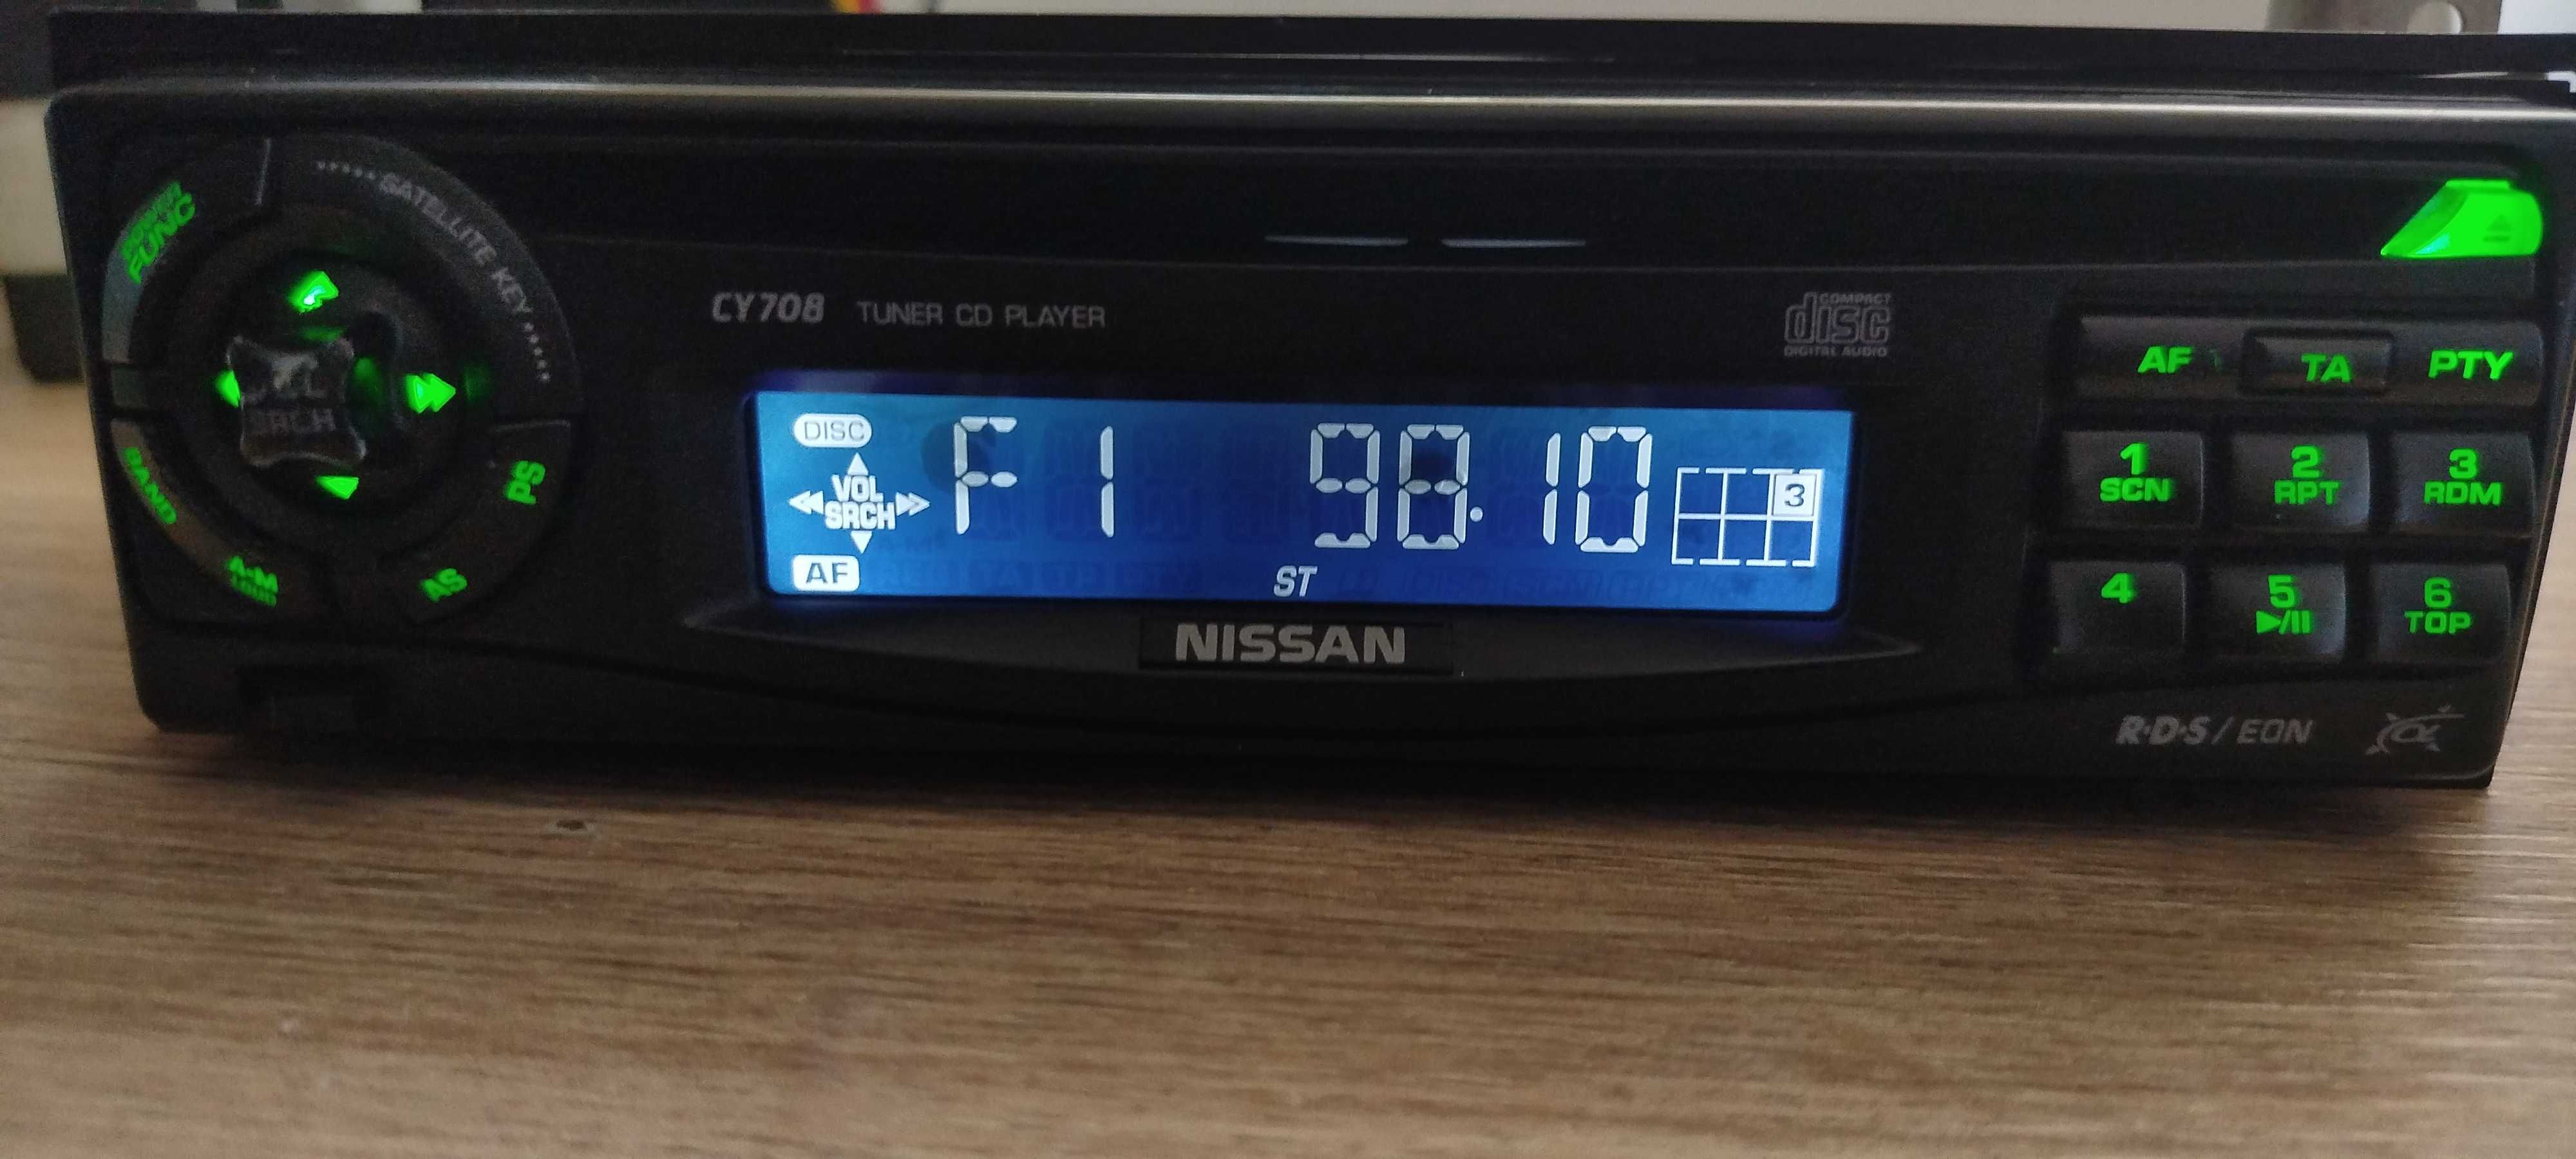 FUNC
SATELLITE KEY
SRCH
BAND
A·M
PS
AS
CY708 TUNER CD PLAYER
COMPACT
disc
DIGITAL AUDIO
DISC
VOL
SRCH
AF
F1 98.10
3
ST
NISSAN
AF TA PTY
1 2 3
SCN RPT RDM
4 5 6
▶/II TOP
R·D·S / EON